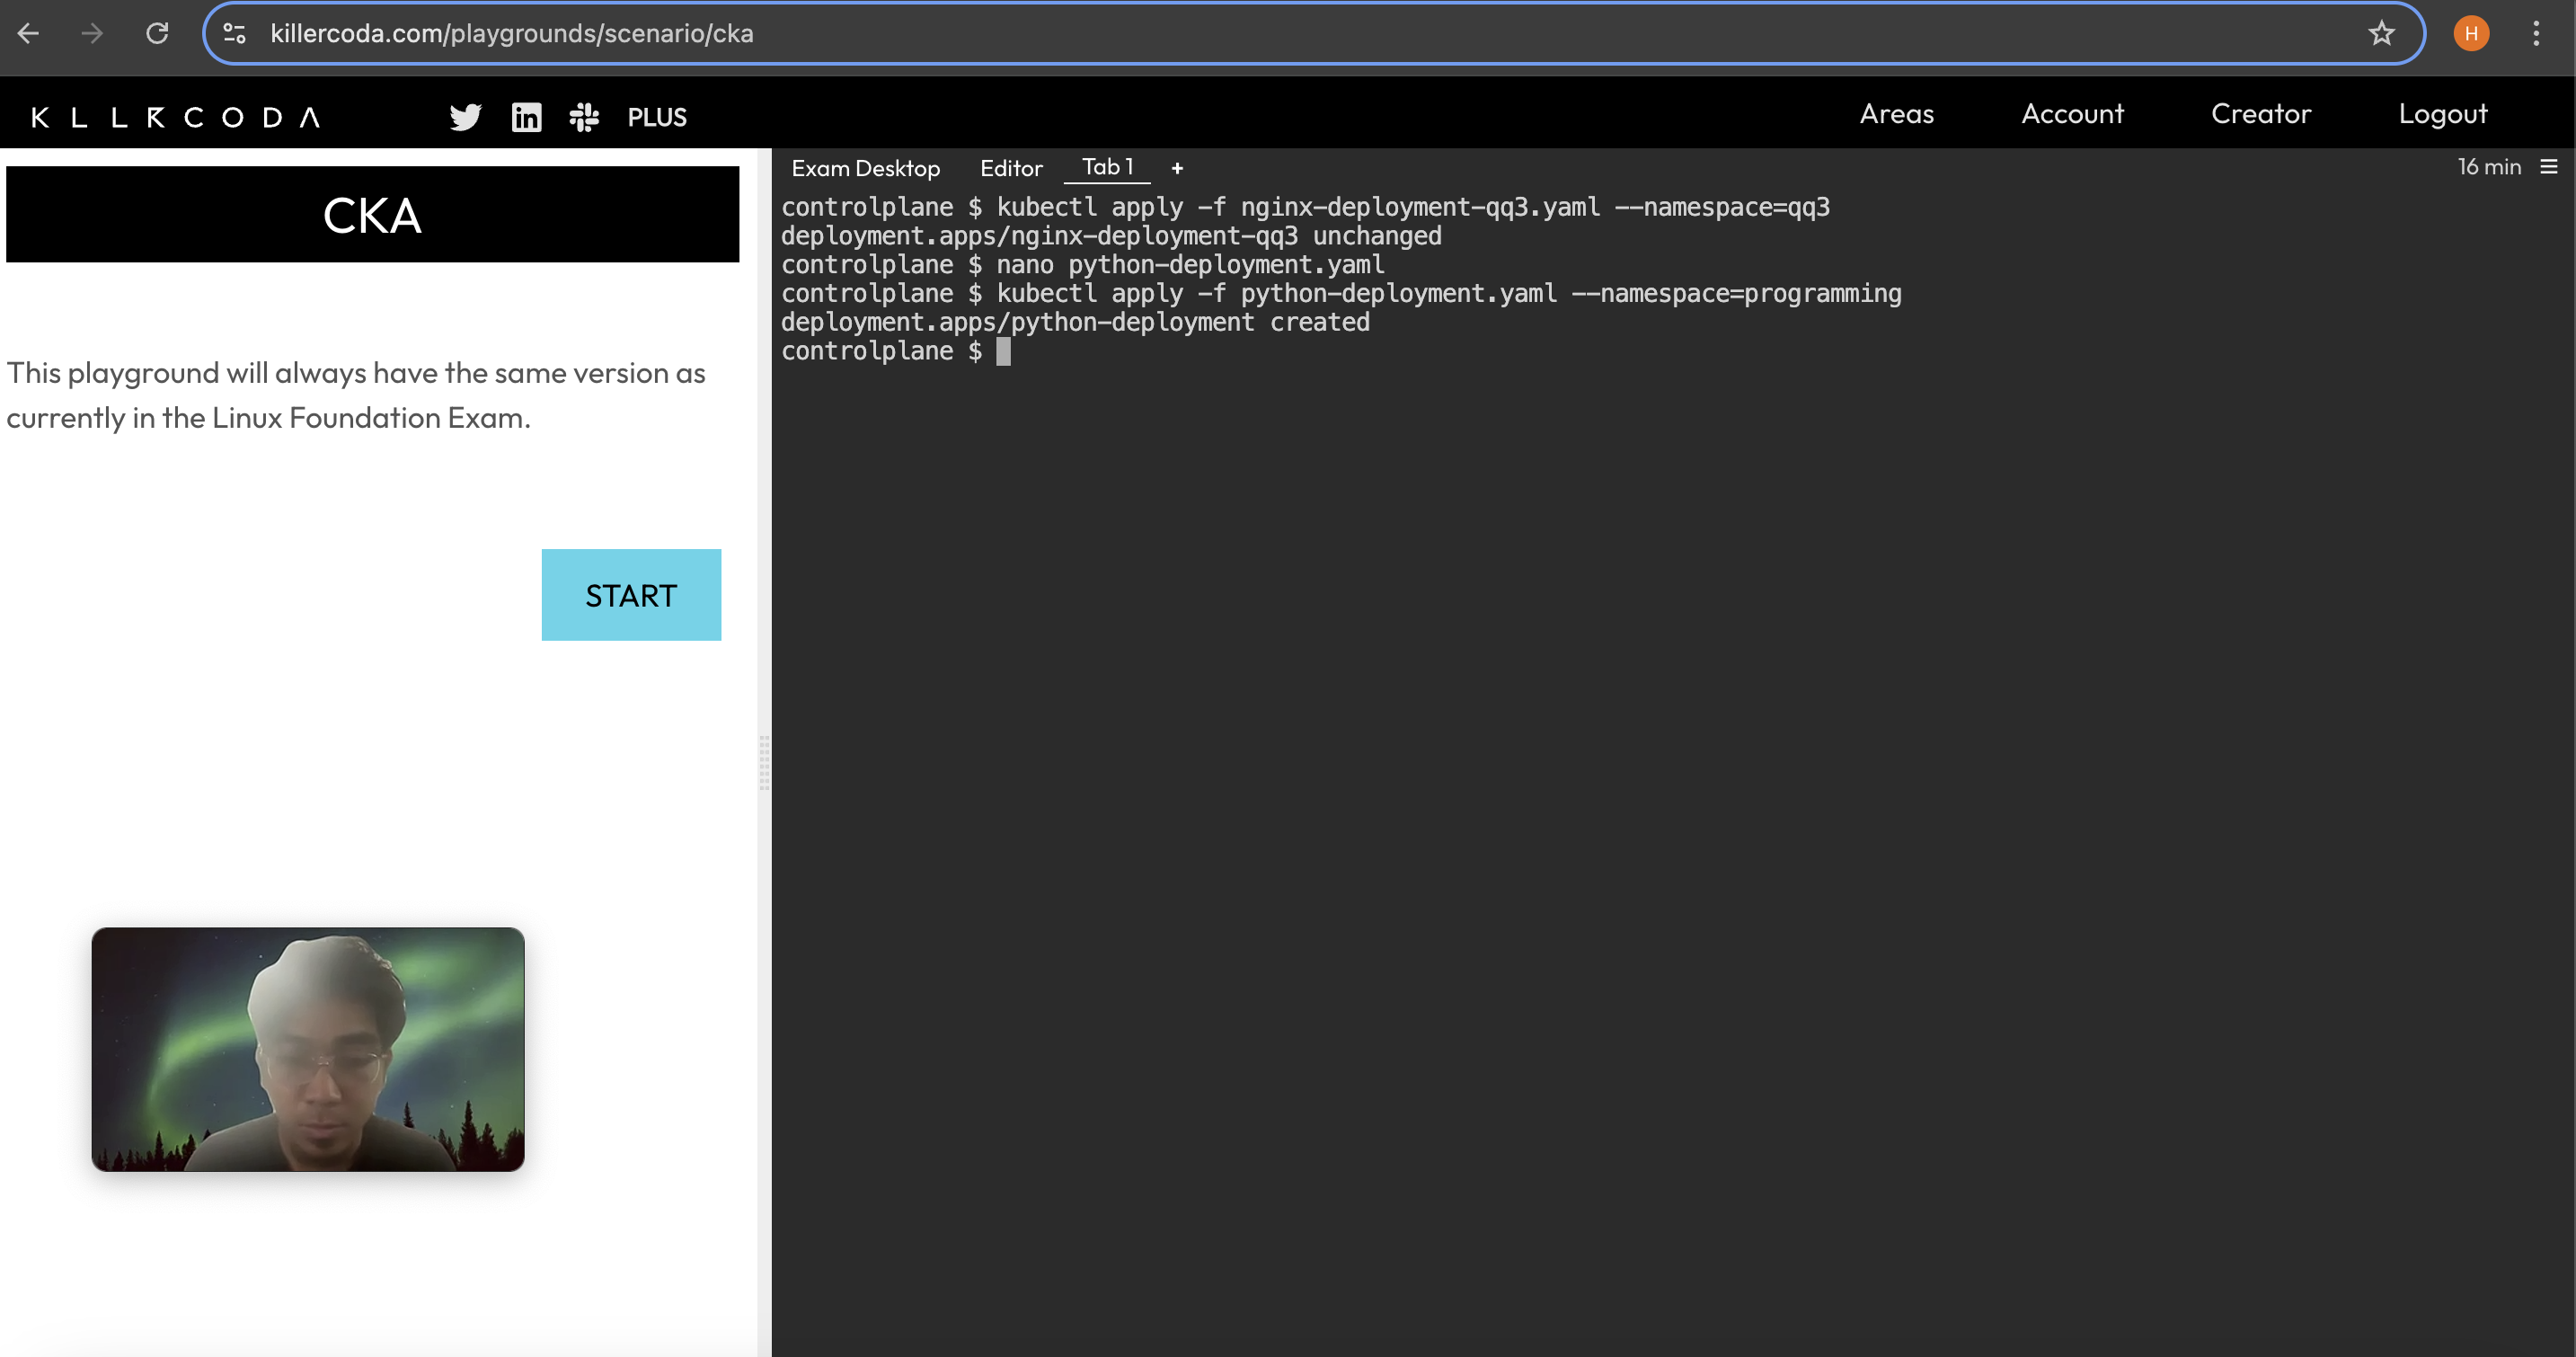 killercoda.com/playgrounds/scenario/cka
H
KLLRCODA
PLUS
Areas
Account
Creator
Logout
CKA
This playground will always have the same version as
currently in the Linux Foundation Exam.
START
Exam Desktop
Editor
Tab 1
+
16 min
controlplane $ kubectl apply -f nginx-deployment-qq3.yaml --namespace=qq3
deployment.apps/nginx-deployment-qq3 unchanged
controlplane $ nano python-deployment.yaml
controlplane $ kubectl apply -f python-deployment.yaml --namespace=programming
deployment.apps/python-deployment created
controlplane $